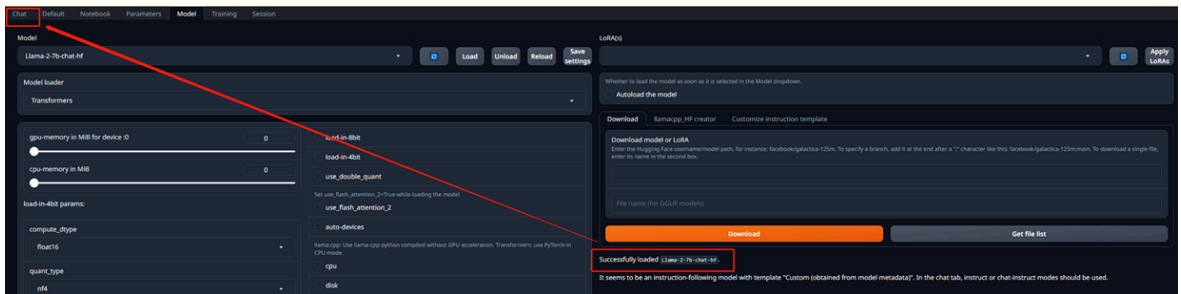 Chat Default Notebook Parameters Model Training Session
Model
Llama-2-7b-chat-hf
Load Unload Reload Save settings
Model loader
Transformers
gpu-memory in MiB for device :0 0
cpu-memory in MiB 0
load-in-4bit params:
compute_dtype
float16
quant_type
nf4
load-in-8bit
load-in-4bit
use_double_quant
Set use_flash_attention_2=True while loading the model.
use_flash_attention_2
auto-devices
llama.cpp: Use llama-cpp-python compiled without GPU acceleration. Transformers: use PyTorch in
CPU mode.
cpu
disk
LoRA(s)
Apply LoRAs
Whether to load the model as soon as it is selected in the Model dropdown.
Autoload the model
Download llamacpp_HF creator Customize instruction template
Download model or LoRA
Enter the Hugging Face username/model path, for instance: facebook/galactica-125m. To specify a branch, add it at the end after a ":" character like this: facebook/galactica-125m:main. To download a single file,
enter its name in the second box.
File name (for GGUF models)
Download Get file list
Successfully loaded Llama-2-7b-chat-hf.
It seems to be an instruction-following model with template "Custom (obtained from model metadata)". In the chat tab, instruct or chat-instruct modes should be used.